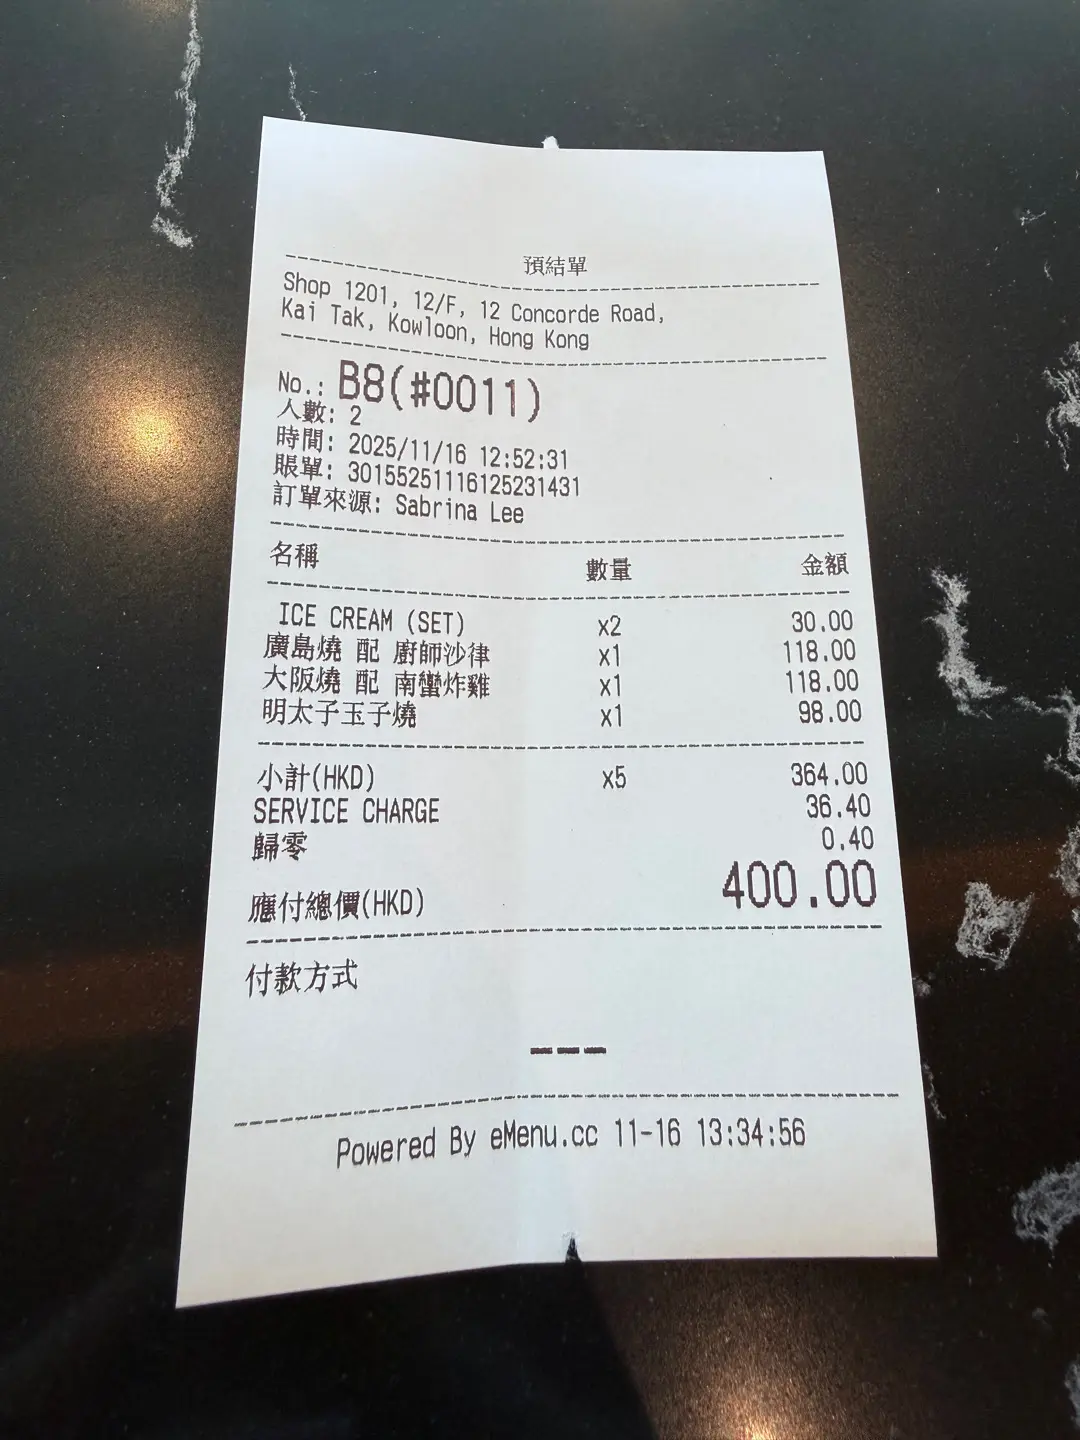 預結單
Shop 1201, 12/F, 12 Concorde Road,
Kai Tak, Kowloon, Hong Kong
No.: B8(#0011)
人數: 2
時間: 2025/11/16 12:52:31
賬單: 301552511161252314​31
訂單來源: Sabrina Lee
名稱 數量 金額
ICE CREAM (SET) x2 30.00
廣島燒 配 廚師沙律 x1 118.00
大阪燒 配 南蠻炸雞 x1 118.00
明太子玉子燒 x1 98.00
小計(HKD) x5 364.00
SERVICE CHARGE 36.40
歸零 0.40
應付總價(HKD) 400.00
付款方式
---
Powered By eMenu.cc 11-16 13:34:56